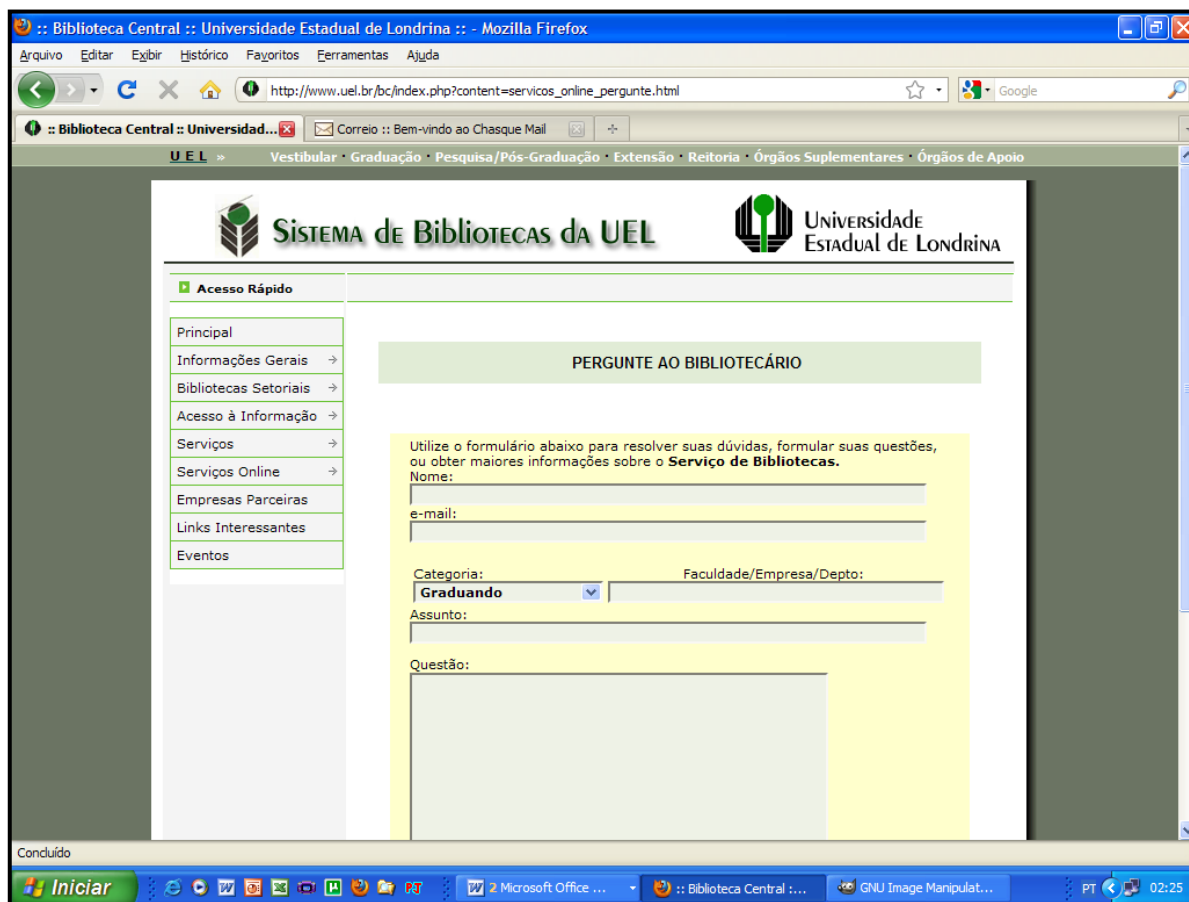 :: Biblioteca Central :: Universidade Estadual de Londrina :: - Mozilla Firefox
Arquivo Editar Exibir Histórico Favoritos Ferramentas Ajuda
http://www.uel.br/bc/index.php?content=servicos_online_pergunte.html Google
:: Biblioteca Central :: Universidad... Correio :: Bem-vindo ao Chasque Mail
UEL » Vestibular · Graduação · Pesquisa/Pós-Graduação · Extensão · Reitoria · Órgãos Suplementares · Órgãos de Apoio
Sistema de Bibliotecas da UEL
Universidade
Estadual de Londrina
Acesso Rápido
Principal
Informações Gerais
Bibliotecas Setoriais
Acesso à Informação
Serviços
Serviços Online
Empresas Parceiras
Links Interessantes
Eventos
PERGUNTE AO BIBLIOTECÁRIO
Utilize o formulário abaixo para resolver suas dúvidas, formular suas questões,
ou obter maiores informações sobre o Serviço de Bibliotecas.
Nome:
e-mail:
Categoria: Faculdade/Empresa/Depto:
Graduando
Assunto:
Questão:
Concluído
Iniciar 2 Microsoft Office ... :: Biblioteca Central :... GNU Image Manipulat... PT 02:25